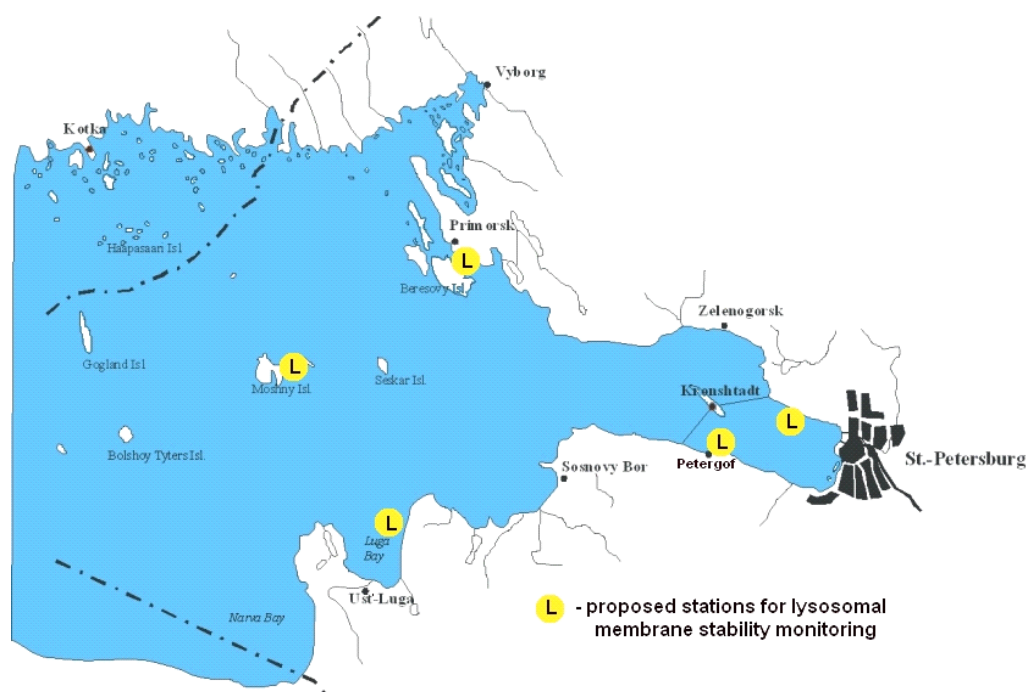 Vyborg
Kotka
Primorsk
L
Haapasaari Isl.
Beresovy Isl.
Zelenogorsk
Gogland Isl.
L
Moshny Isl.
Seskar Isl.
Kronshtadt
L
L
Petergof
St.-Petersburg
Bolshoy Tyters Isl.
Sosnovy Bor
L
Luga
Bay
Ust-Luga
Narva Bay
L - proposed stations for lysosomal
membrane stability monitoring